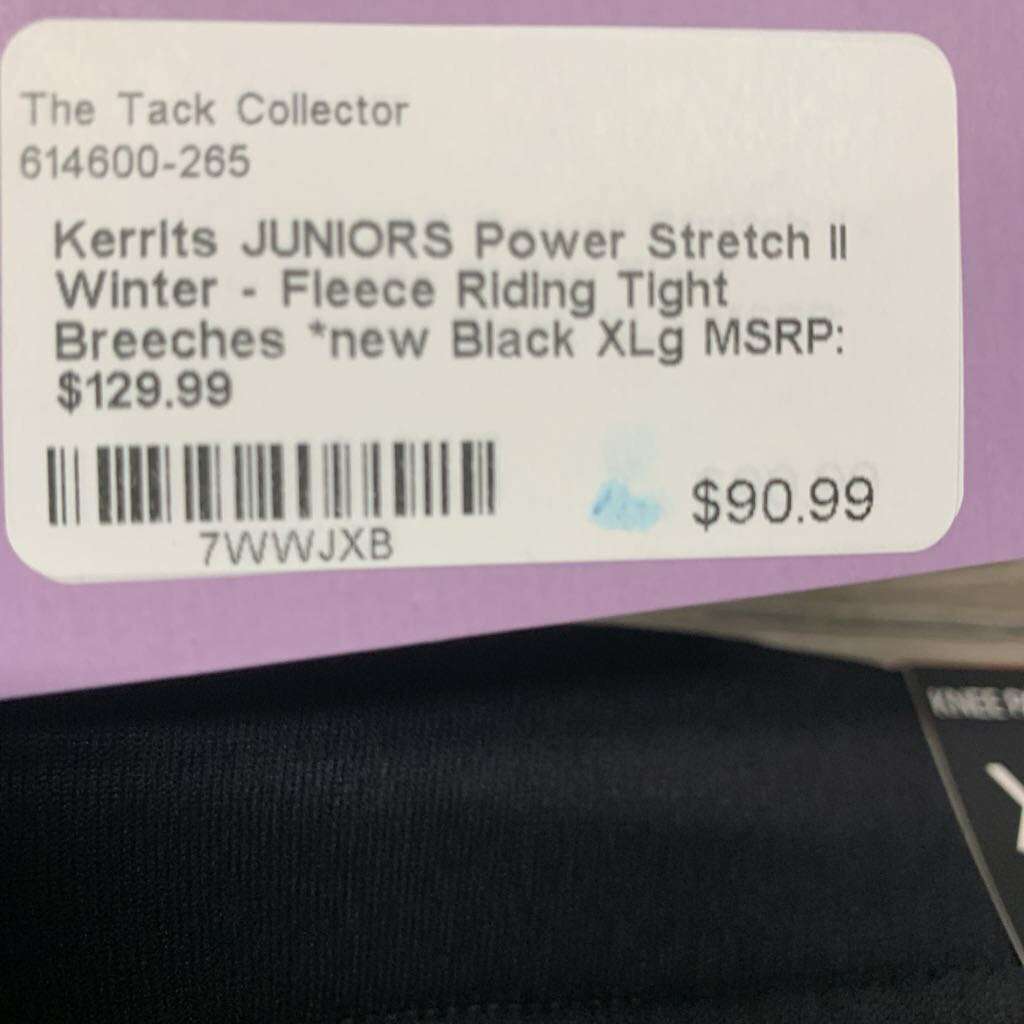 The Tack Collector
614600-265
Kerrits JUNIORS Power Stretch II
Winter - Fleece Riding Tight
Breeches *new Black XLg MSRP:
$129.99
7WWJXB
$90.99
KNEE
Y